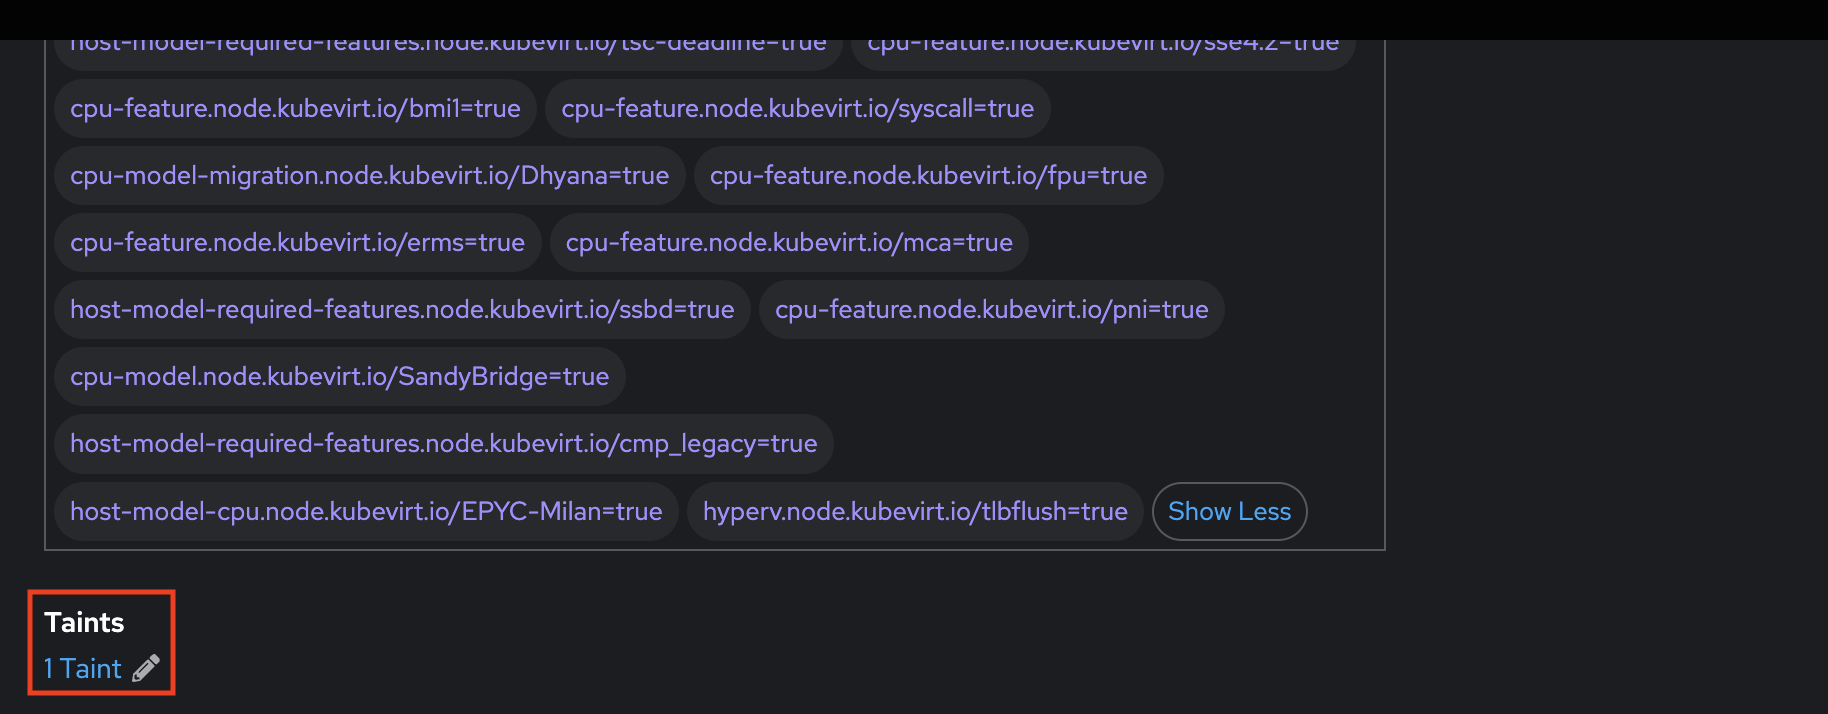 host-model-required-features.node.kubevirt.io/tsc-deadline=true cpu-feature.node.kubevirt.io/sse4.2=true
cpu-feature.node.kubevirt.io/bmi1=true cpu-feature.node.kubevirt.io/syscall=true
cpu-model-migration.node.kubevirt.io/Dhyana=true cpu-feature.node.kubevirt.io/fpu=true
cpu-feature.node.kubevirt.io/erms=true cpu-feature.node.kubevirt.io/mca=true
host-model-required-features.node.kubevirt.io/ssbd=true cpu-feature.node.kubevirt.io/pni=true
cpu-model.node.kubevirt.io/SandyBridge=true
host-model-required-features.node.kubevirt.io/cmp_legacy=true
host-model-cpu.node.kubevirt.io/EPYC-Milan=true hyperv.node.kubevirt.io/tlbflush=true Show Less
Taints
1 Taint